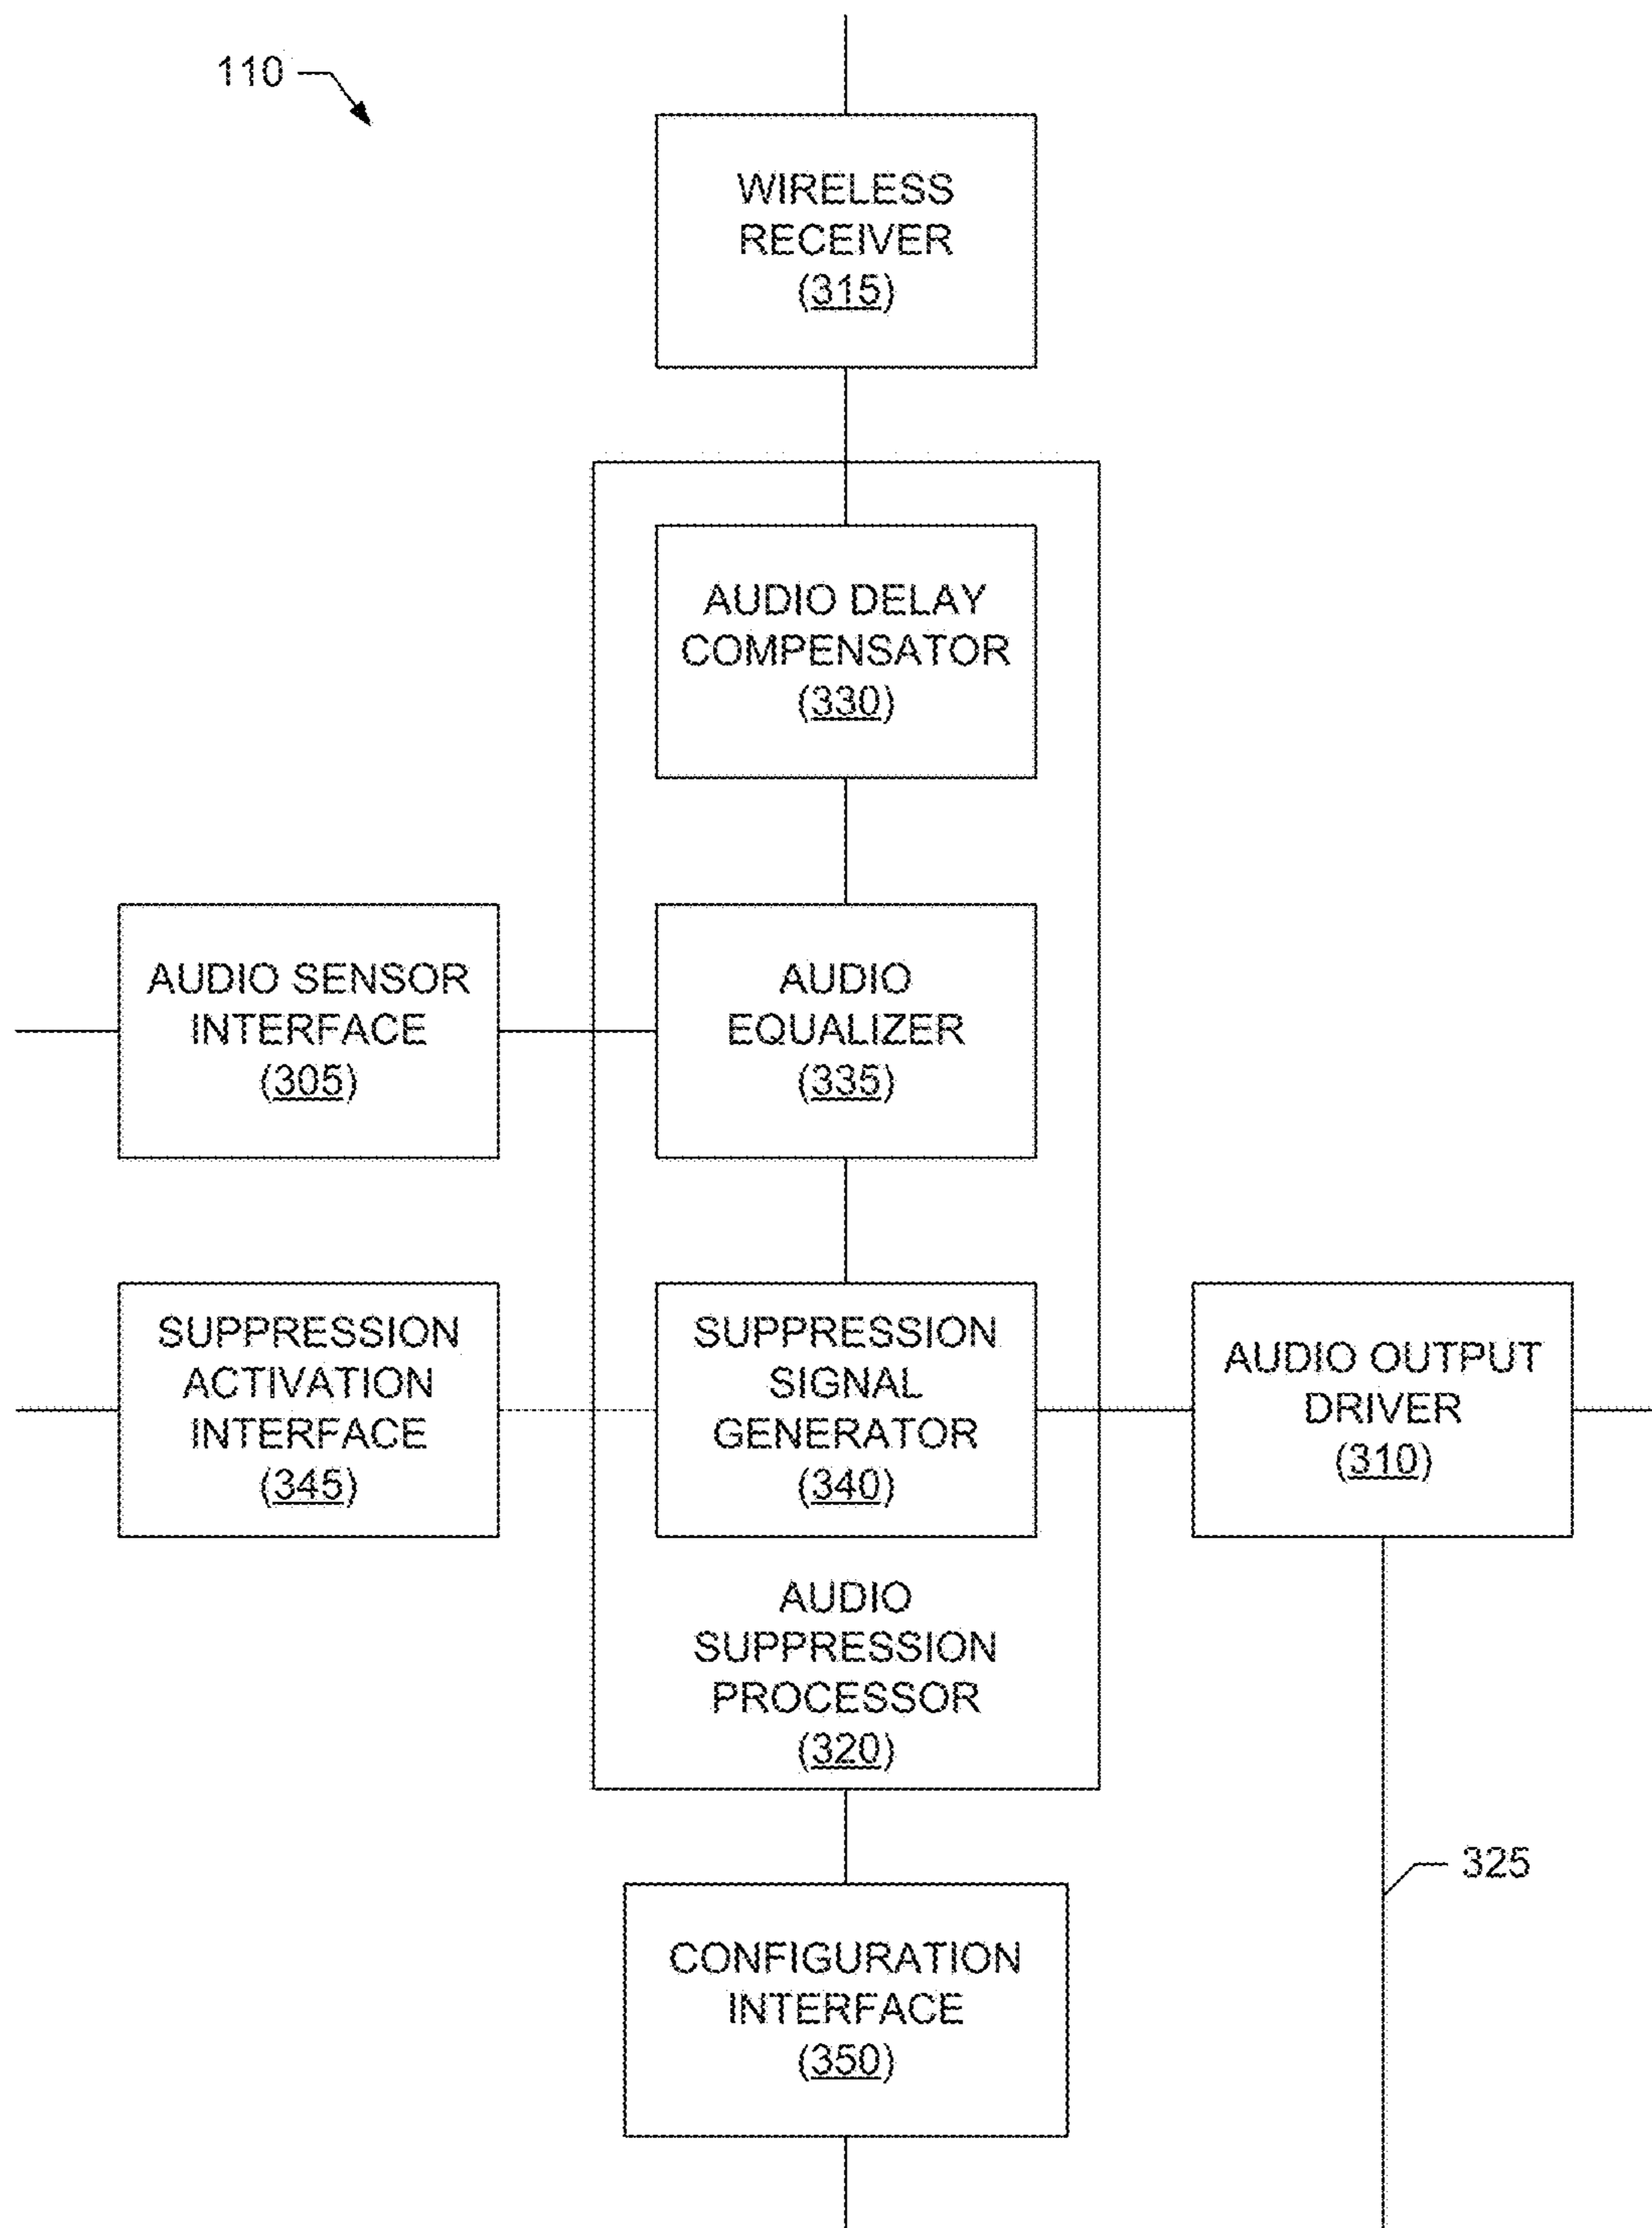 110
WIRELESS
RECEIVER
(315)
AUDIO DELAY
COMPENSATOR
(330)
AUDIO SENSOR
INTERFACE
(305)
AUDIO
EQUALIZER
(335)
SUPPRESSION
ACTIVATION
INTERFACE
(345)
SUPPRESSION
SIGNAL
GENERATOR
(340)
AUDIO OUTPUT
DRIVER
(310)
AUDIO
SUPPRESSION
PROCESSOR
(320)
325
CONFIGURATION
INTERFACE
(350)